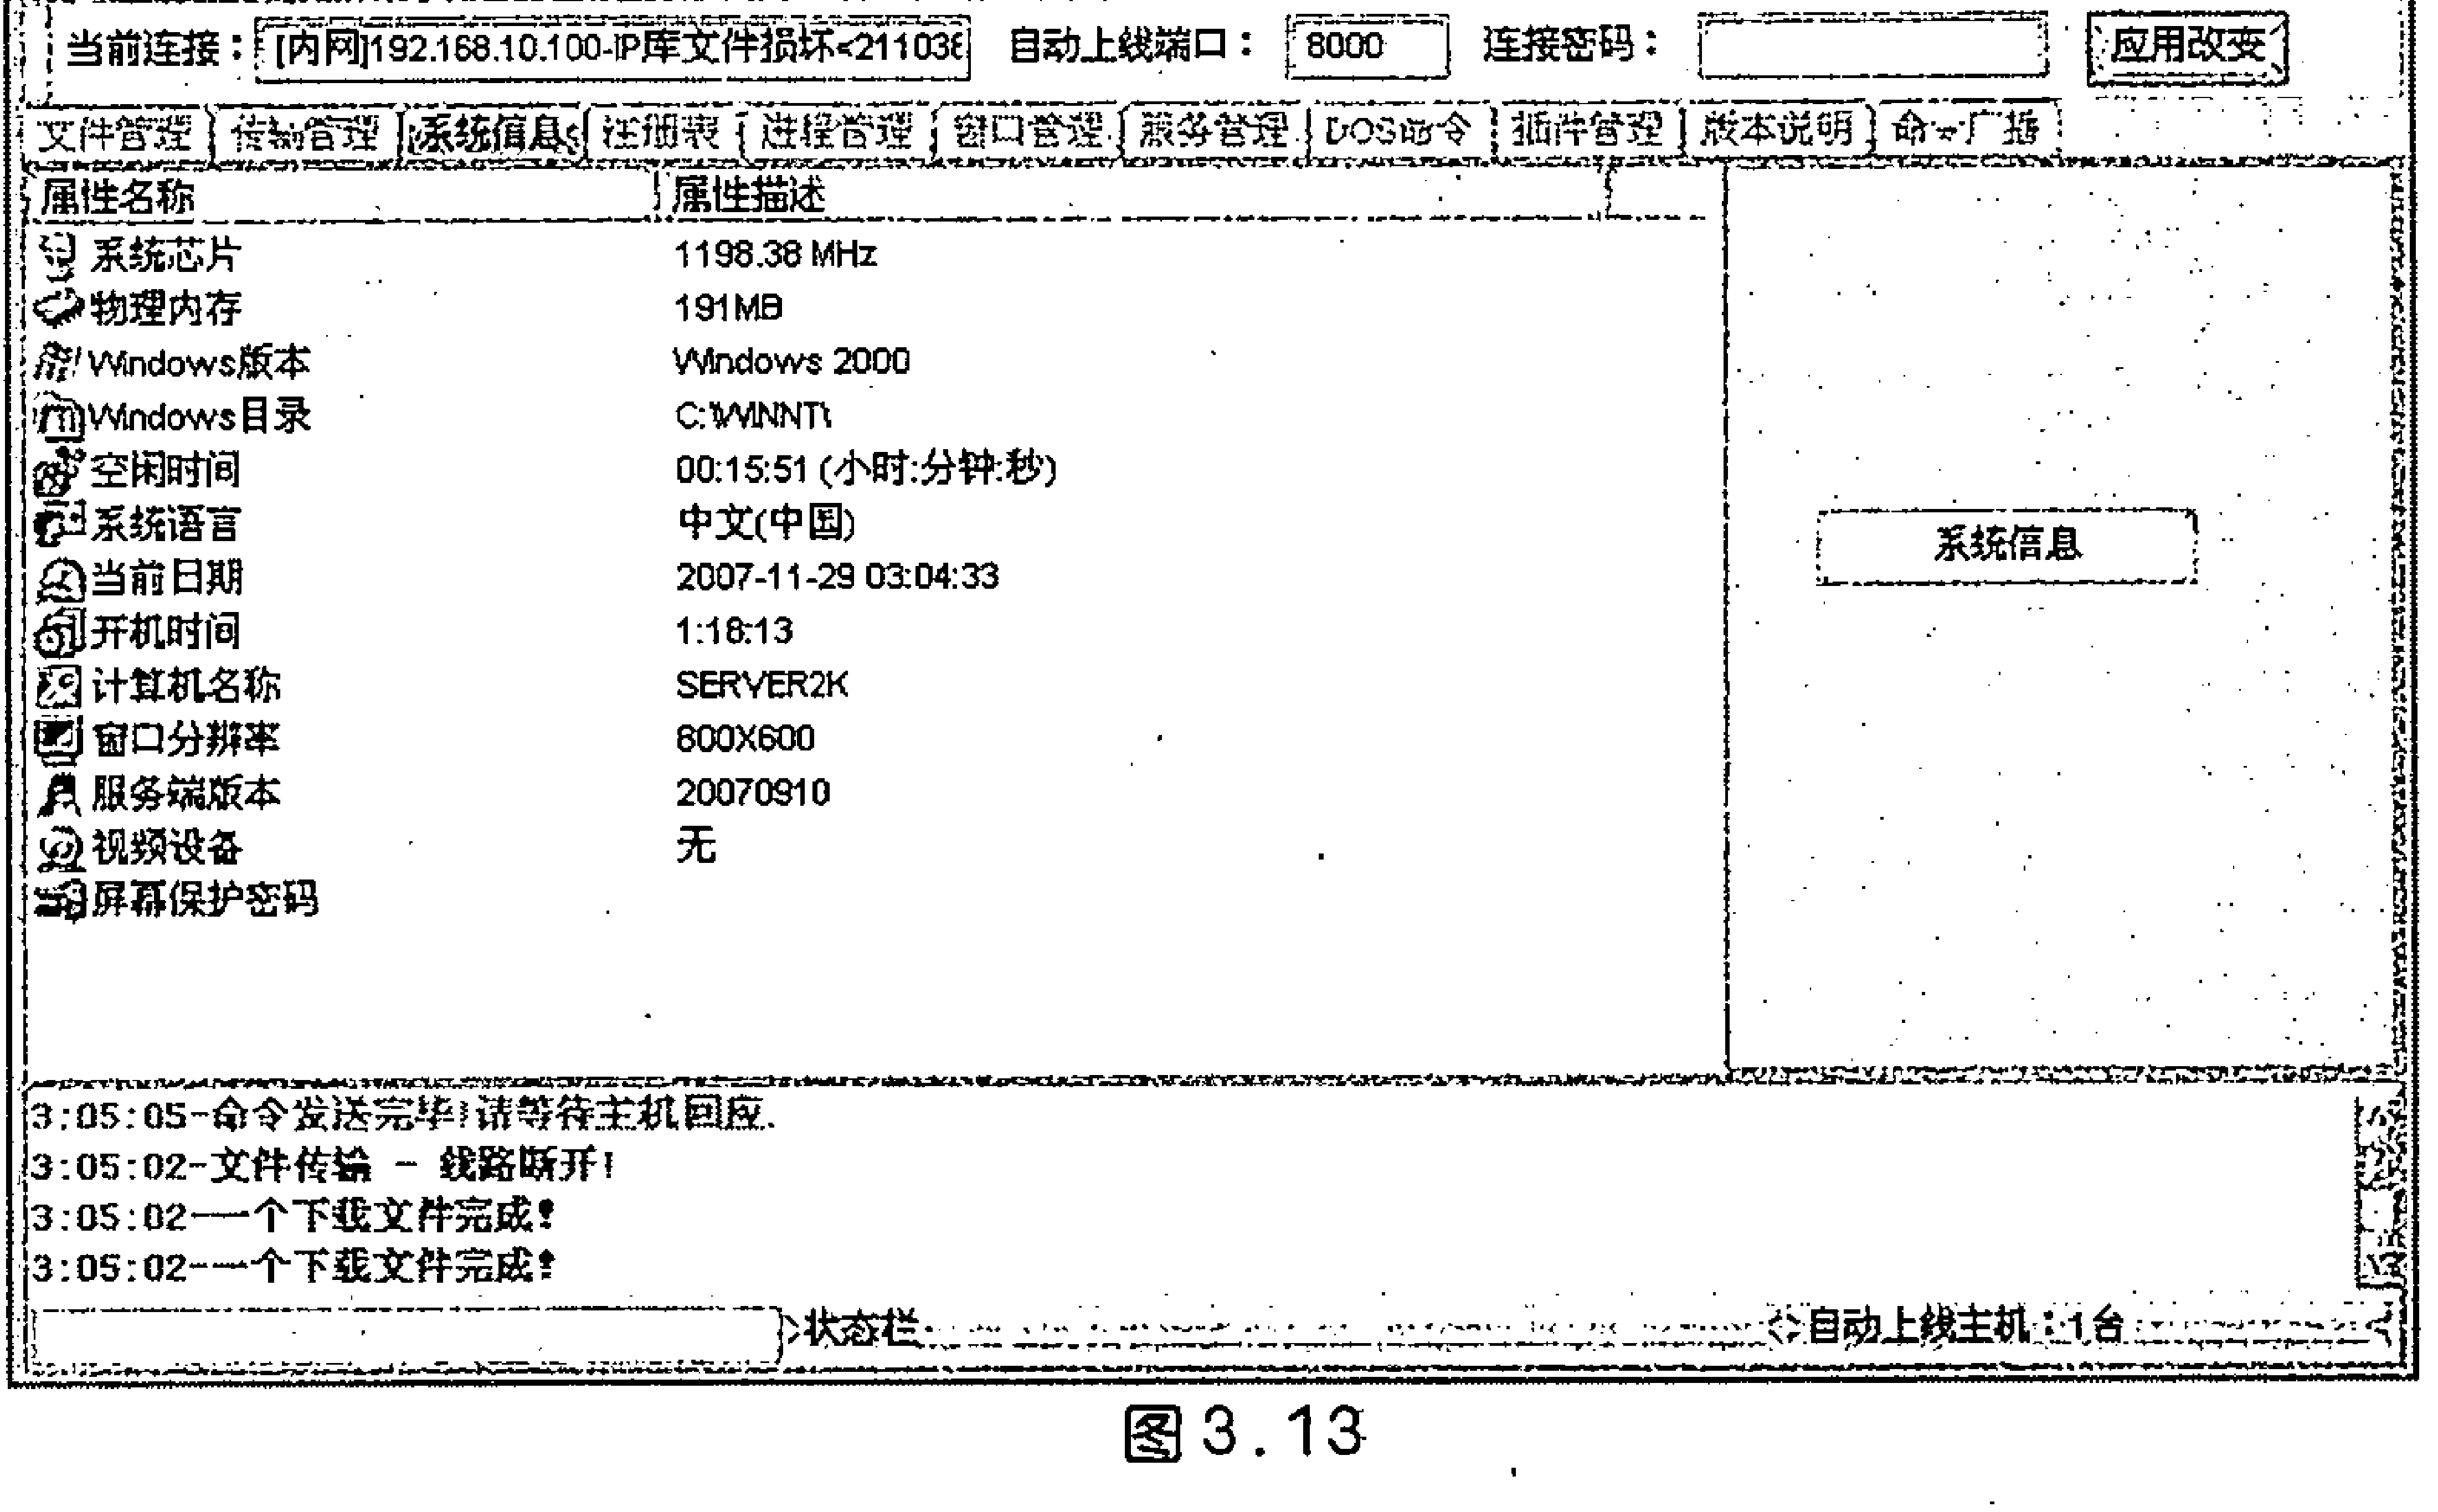 当前连接： [内网]192.168.10.100-IP库文件损坏<211038 自动上线端口： 8000 连接密码： 应用改变
文件管理 传输管理 系统信息 注册表 进程管理 窗口管理 服务管理 DOS命令 插件管理 版本说明 命令广播
属性名称 属性描述
系统芯片 1198.38 MHz
物理内存 191MB
Windows版本 Windows 2000
Windows目录 C:\WINNT\
空闲时间 00:15:51 (小时:分钟:秒)
系统语言 中文(中国)
系统信息
当前日期 2007-11-29 03:04:33
开机时间 1:18:13
计算机名称 SERVER2K
窗口分辨率 800X600
服务端版本 20070910
视频设备 无
屏幕保护密码
3:05:05-命令发送完毕!请等待主机回应.
3:05:02-文件传输 - 线路断开!
3:05:02-一个下载文件完成!
3:05:02-一个下载文件完成!
状态栏 自动上线主机：1台
图3.13